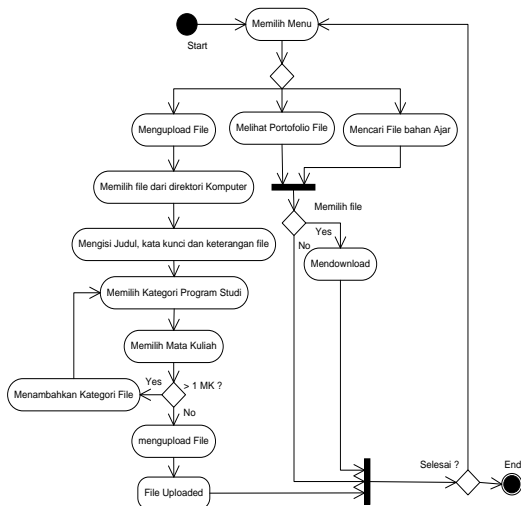 Memilih Menu
Start
Mengupload File
Melihat Portofolio File
Mencari File bahan Ajar
Memilih file dari direktori Komputer
Memilih file
Yes
No
Mengisi Judul, kata kunci dan keterangan file
Mendownload
Memilih Kategori Program Studi
Memilih Mata Kuliah
Yes
> 1 MK ?
Menambahkan Kategori File
No
mengupload File
Selesai ?
End
File Uploaded